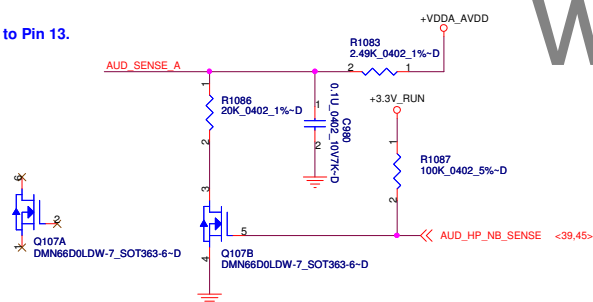 W
+VDDA_AVDD
to Pin 13.
R1083
2.49K_0402_1%~D
AUD_SENSE_A
2 1
+3.3V_RUN
1
R1086
20K_0402_1%~D
2
1
C980
0.1U_0402_10V7K~D
2
1
R1087
100K_0402_5%~D
2
3
5
4
Q107B
DMN66D0LDW-7_SOT363-6~D
AUD_HP_NB_SENSE <39,45>
6
2
1
Q107A
DMN66D0LDW-7_SOT363-6~D